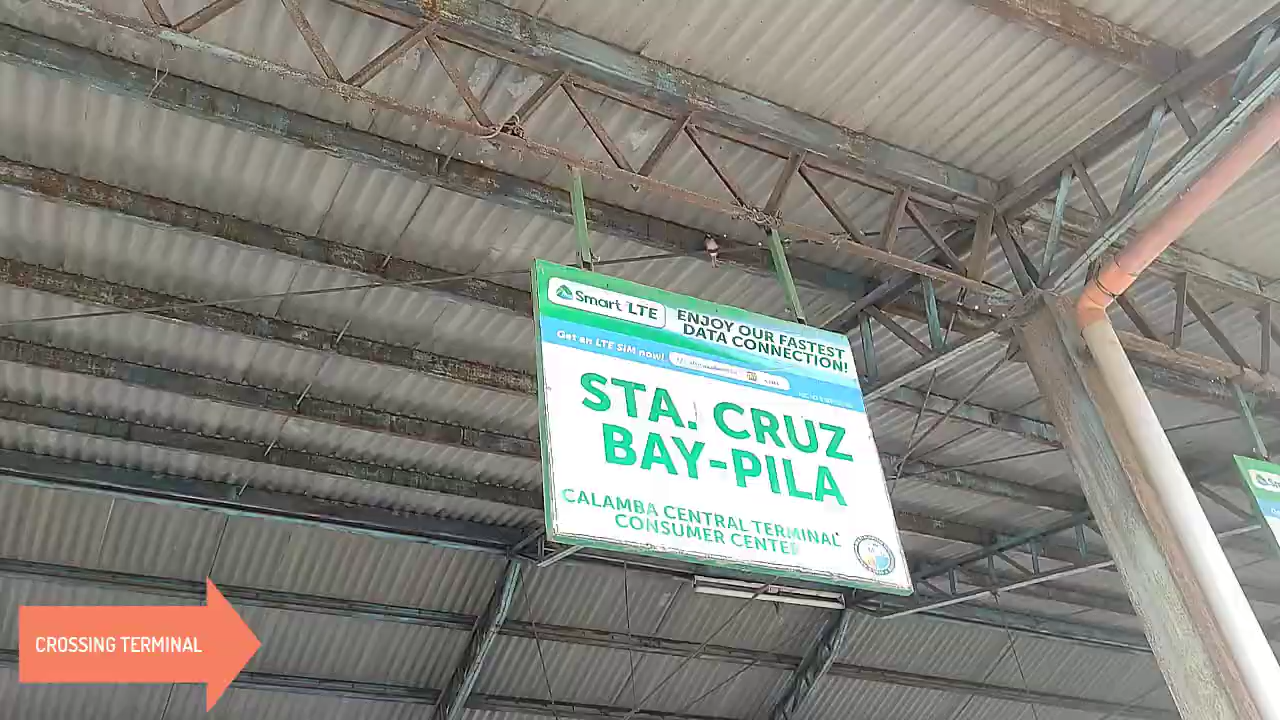 Smart LTE
ENJOY OUR FASTEST
DATA CONNECTION!
Get an LTE SIM now!
STA. CRUZ
BAY-PILA
CALAMBA CENTRAL TERMINAL
CONSUMER CENTER
CROSSING TERMINAL